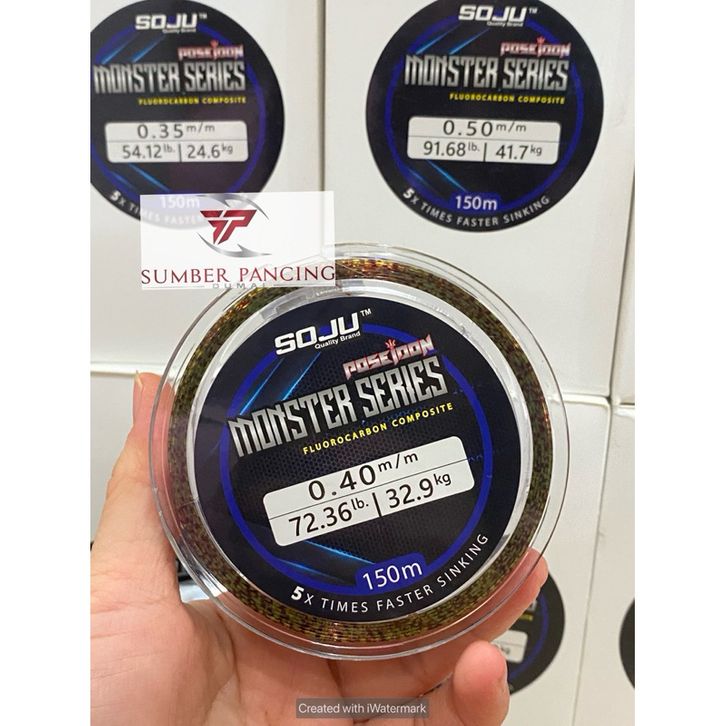 SOJU™
Quality Brand
POSEIDON
MONSTER SERIES
FLUOROCARBON COMPOSITE
0.35m/m
54.12lb. | 24.6kg
150m
5X TIMES FASTER
SOJU™
Quality Brand
POSEIDON
MONSTER SERIES
FLUOROCARBON COMPOSITE
0.50m/m
91.68lb. | 41.7kg
150m
5X TIMES FASTER SINKING
SUMBER PANCING
DUMAI
SOJU™
Quality Brand
POSEIDON
MONSTER SERIES
FLUOROCARBON COMPOSITE
0.40m/m
72.36lb. | 32.9kg
150m
5X TIMES FASTER SINKING
kg
Created with iWatermark